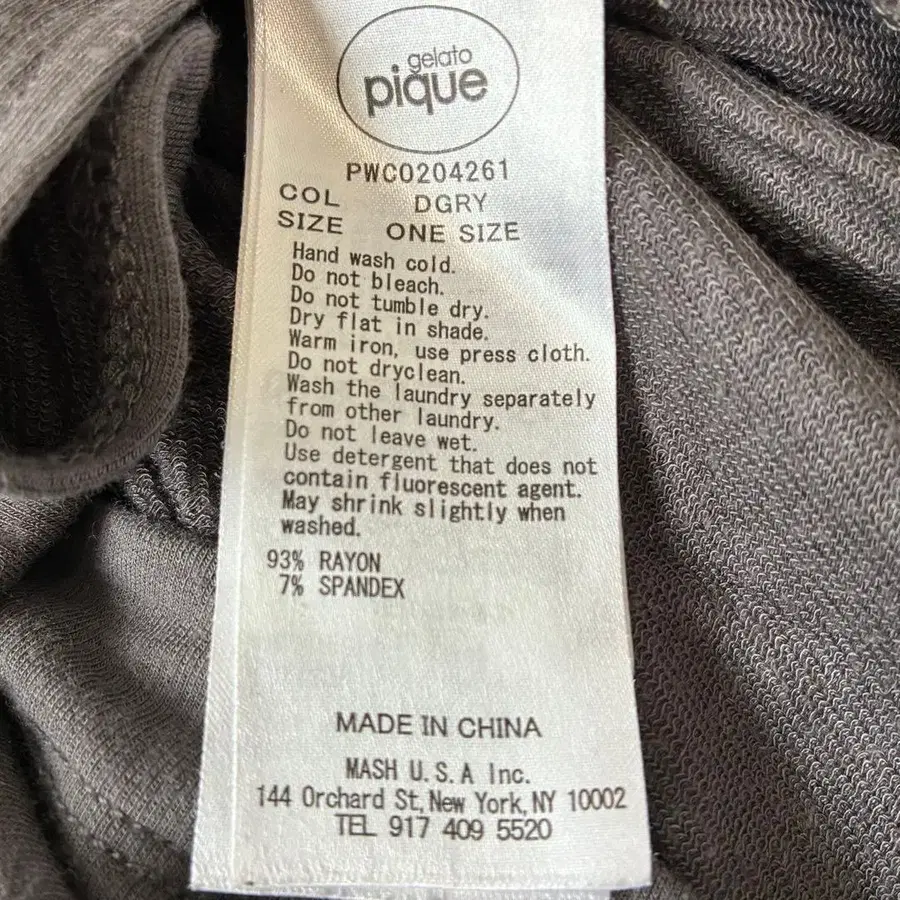 gelato
pique
PWCO204261
COL DGRY
SIZE ONE SIZE
Hand wash cold.
Do not bleach.
Do not tumble dry.
Dry flat in shade.
Warm iron, use press cloth.
Do not dryclean.
Wash the laundry separately
from other laundry.
Do not leave wet.
Use detergent that does not
contain fluorescent agent.
May shrink slightly when
washed.
93% RAYON
7% SPANDEX
MADE IN CHINA
MASH U.S.A Inc.
144 Orchard St, New York, NY 10002
TEL 917 409 5520